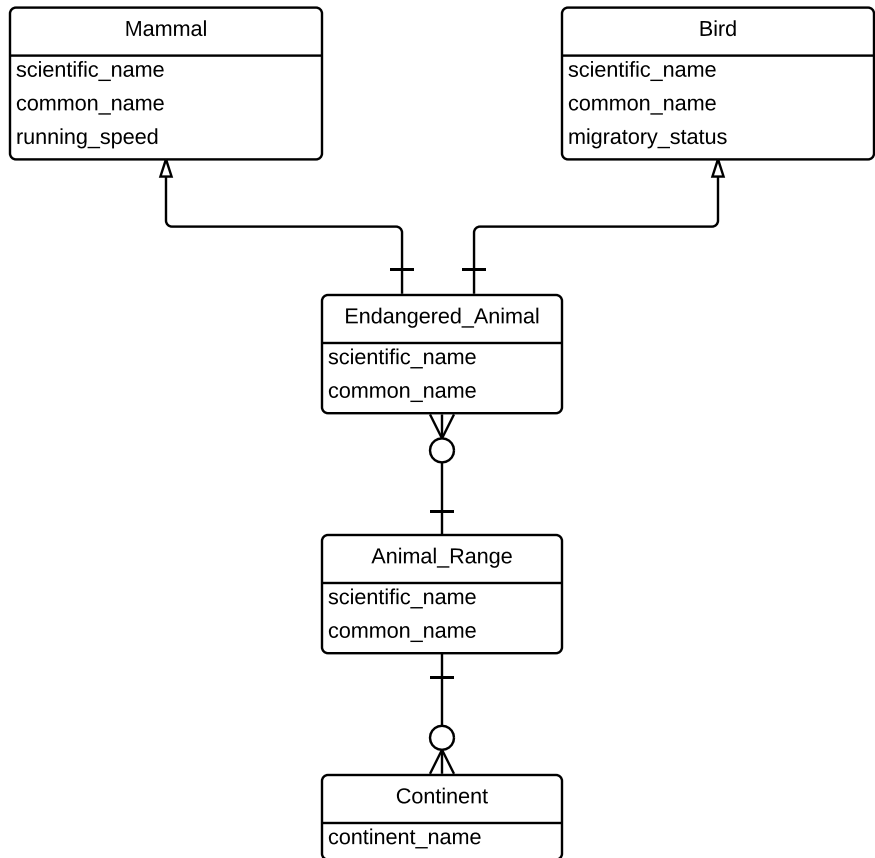 Mammal
scientific_name
common_name
running_speed
Bird
scientific_name
common_name
migratory_status
Endangered_Animal
scientific_name
common_name
Animal_Range
scientific_name
common_name
Continent
continent_name